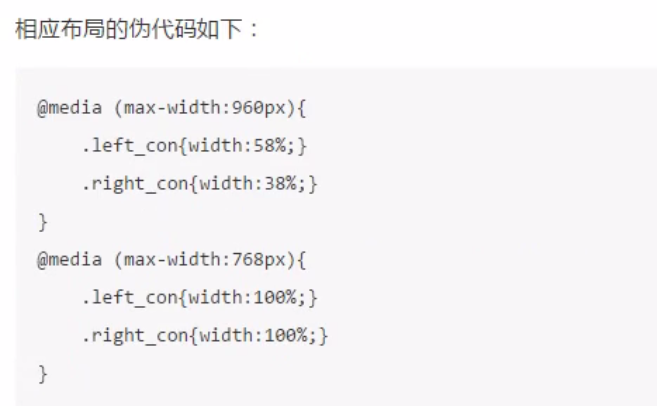 相应布局的伪代码如下：
@media (max-width:960px){
    .left_con{width:58%;}
    .right_con{width:38%;}
}
@media (max-width:768px){
    .left_con{width:100%;}
    .right_con{width:100%;}
}